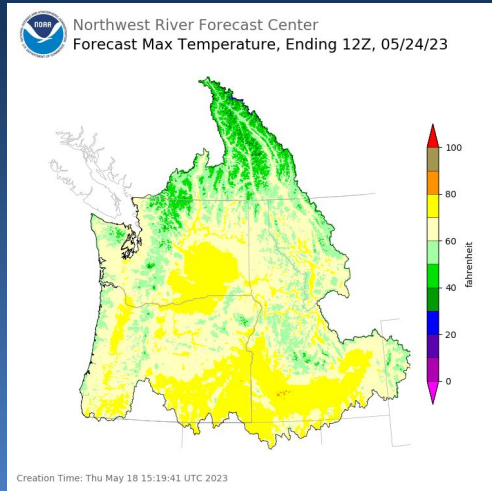 NOAA
Northwest River Forecast Center
Forecast Max Temperature, Ending 12Z, 05/24/23
100
80
60
40
20
0
fahrenheit
Creation Time: Thu May 18 15:19:41 UTC 2023